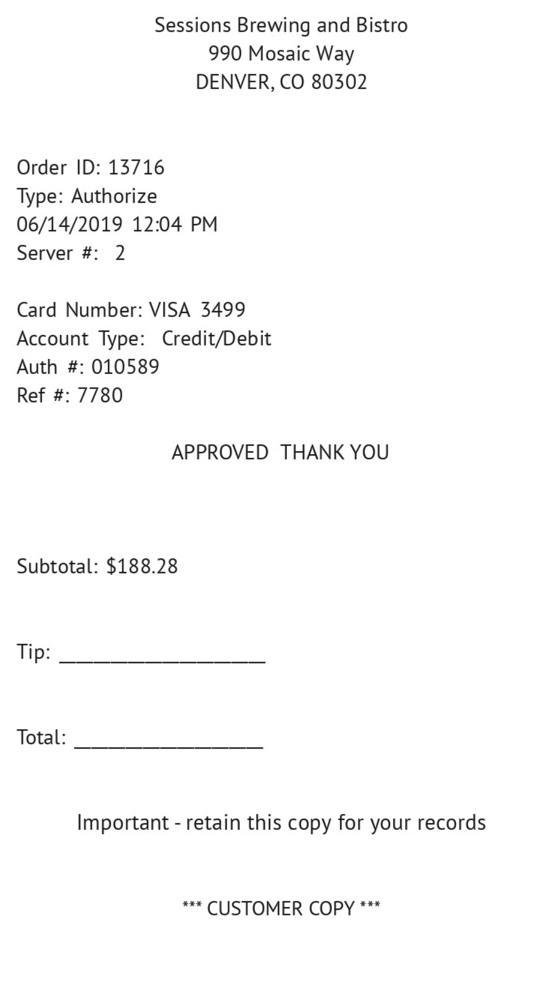 Sessions Brewing and Bistro
990 Mosaic Way
DENVER, CO 80302
Order ID: 13716
Type: Authorize
06/14/2019 12:04 PM
Server #: 2
Card Number: VISA 3499
Account Type: Credit/Debit
Auth #: 010589
Ref #: 7780
APPROVED THANK YOU
Subtotal: $188.28
Tip: ____________________
Total: __________________
Important - retain this copy for your records
*** CUSTOMER COPY ***